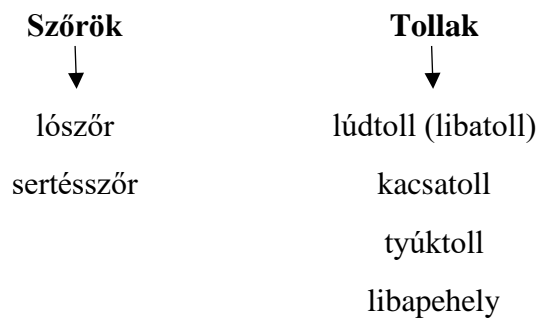 Szőrök
lószőr
sertésszőr
Tollak
lúdtoll (libatoll)
kacsatoll
tyúktoll
libapehely